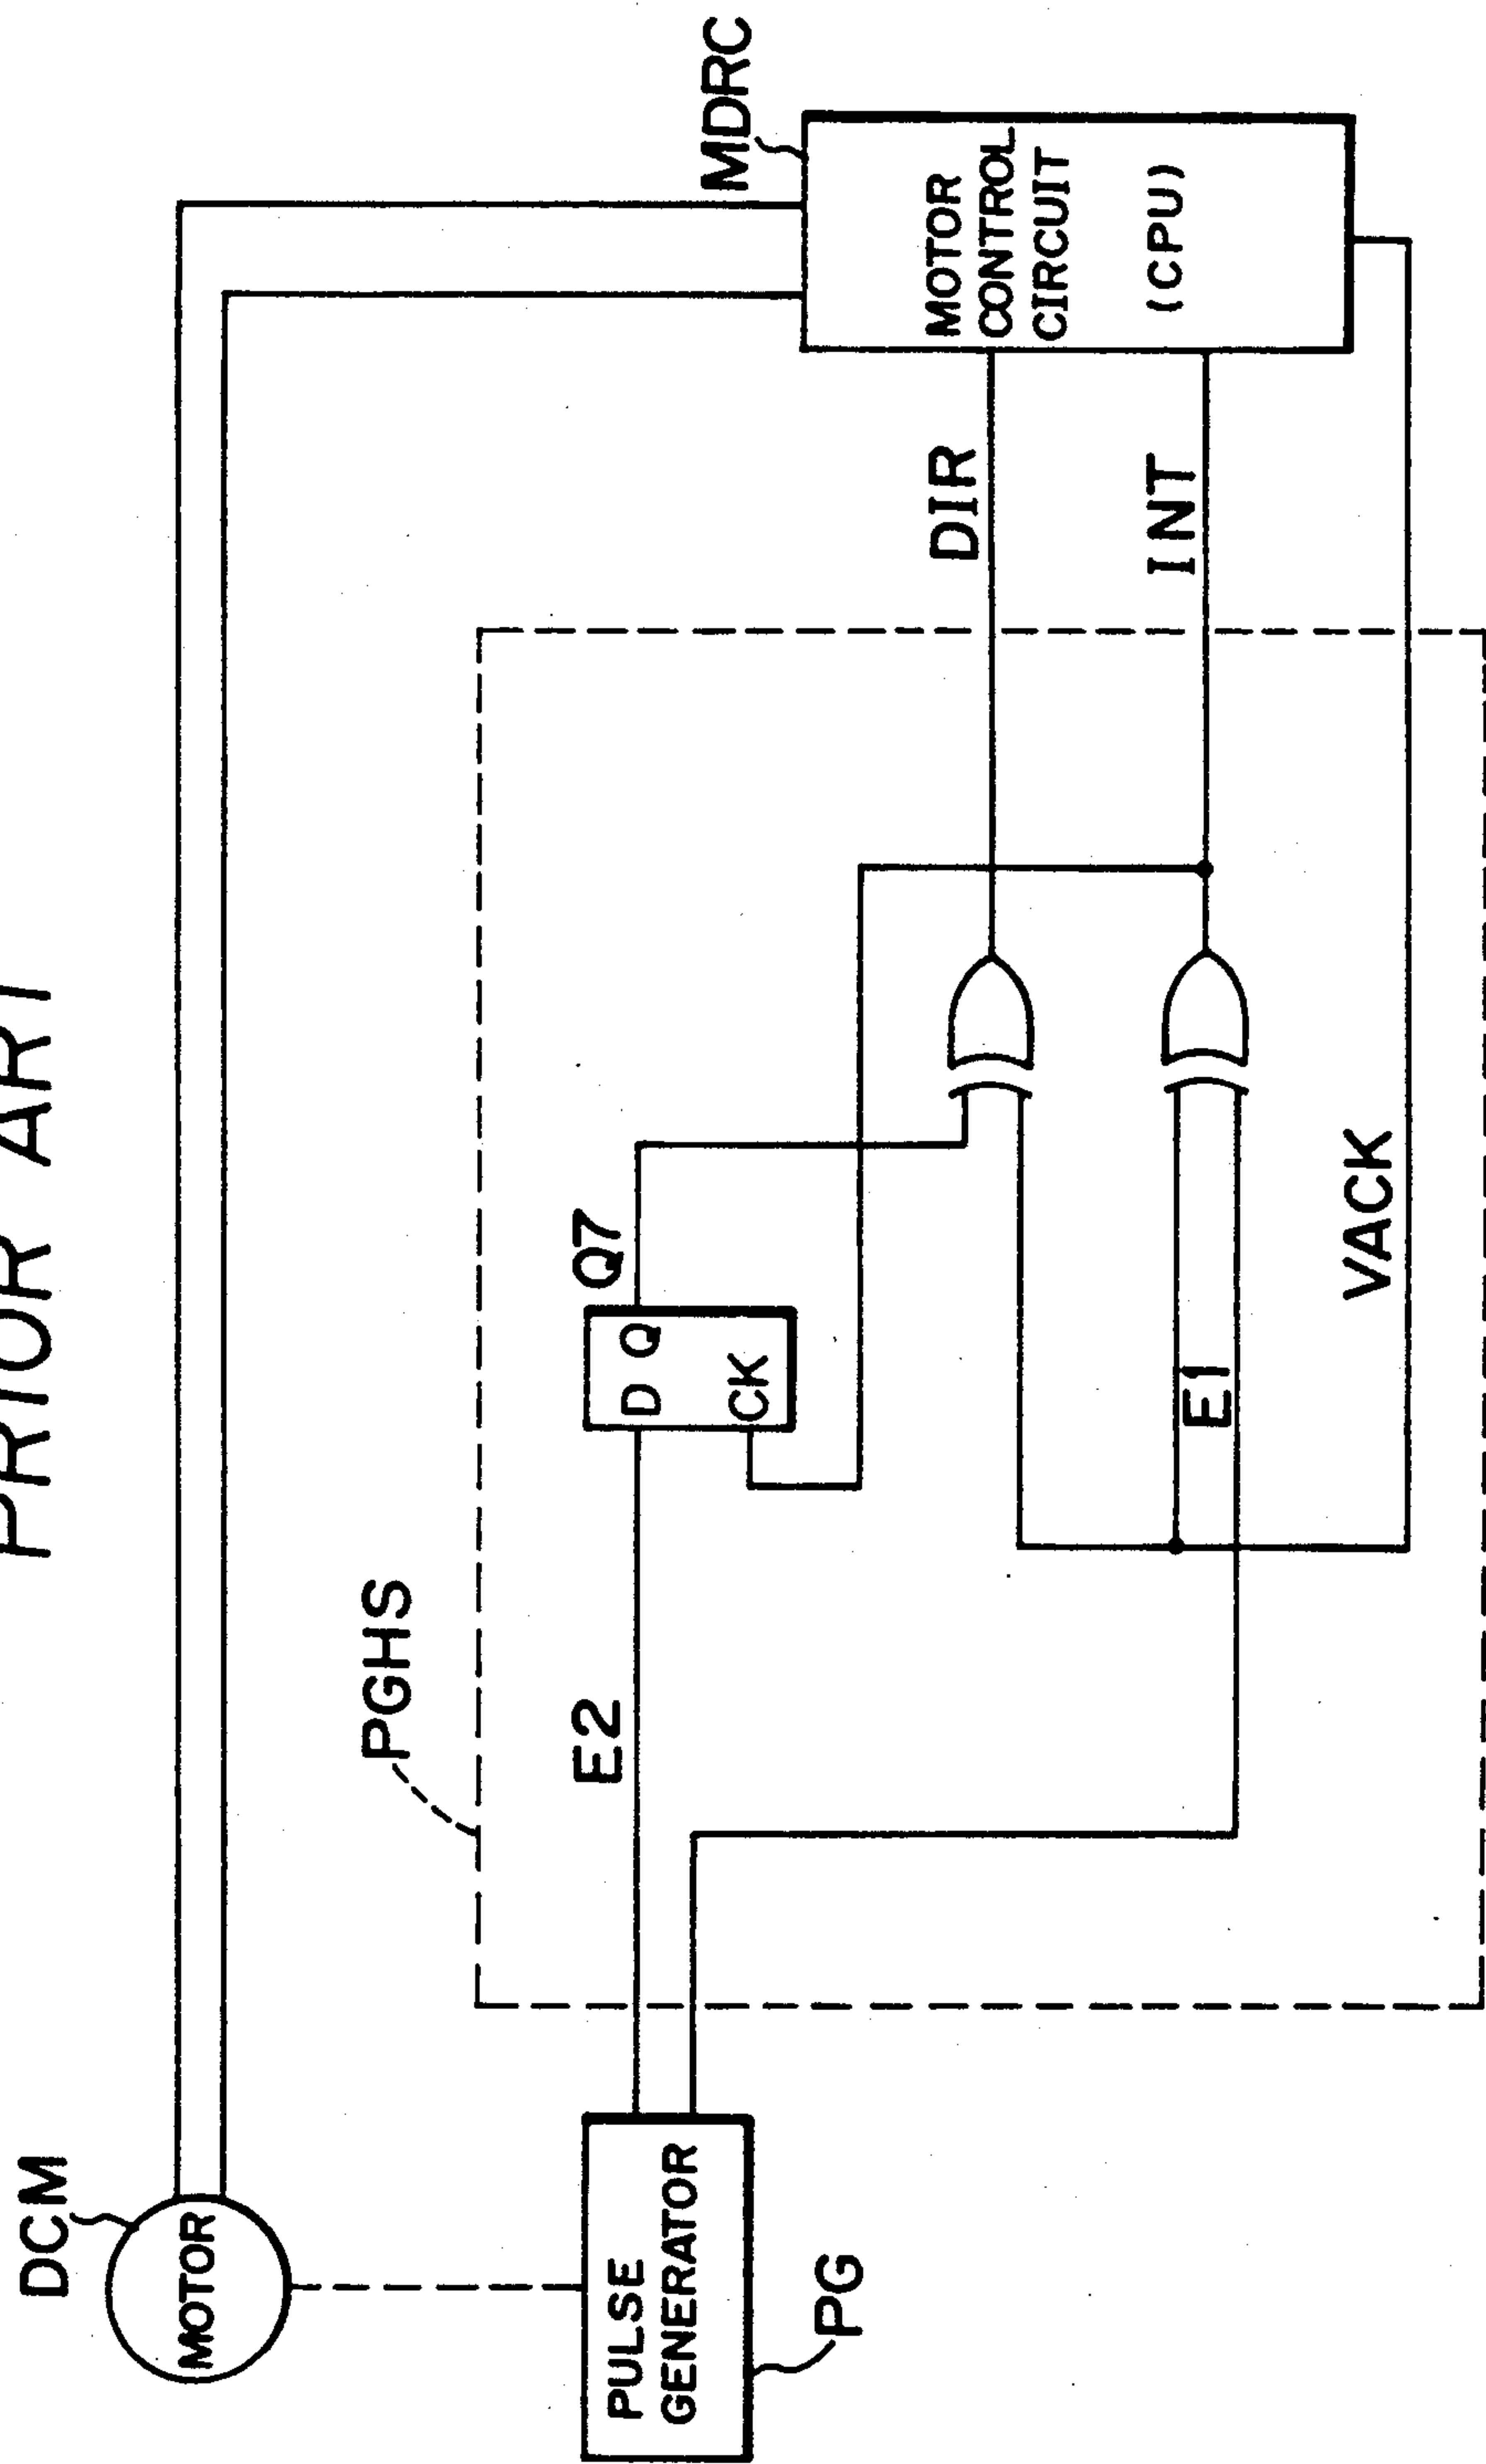 PRIOR ART
DCM
MOTOR
MDRC
PGHS
E2
Q7
D Q
CK
PULSE
GENERATOR
PG
DIR
INT
MOTOR
CONTROL
CIRCUIT
(CPU)
E1
VACK